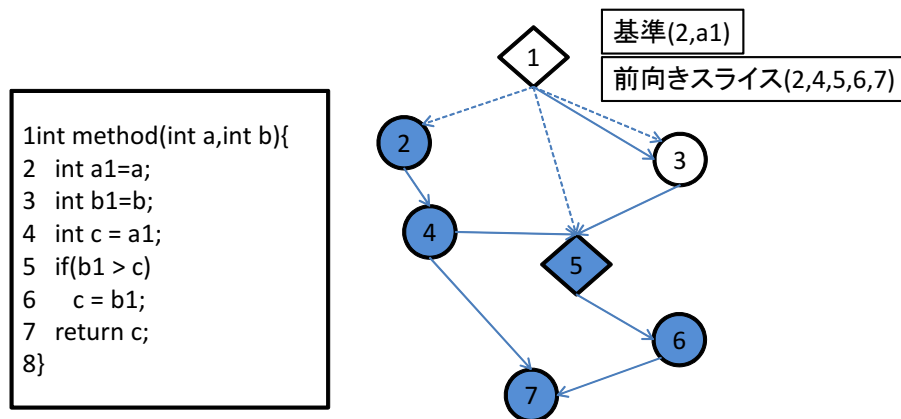 1int method(int a,int b){
2 int a1=a;
3 int b1=b;
4 int c = a1;
5 if(b1 > c)
6 c = b1;
7 return c;
8}
基準(2,a1)
前向きスライス(2,4,5,6,7)
1
2
3
4
5
6
7